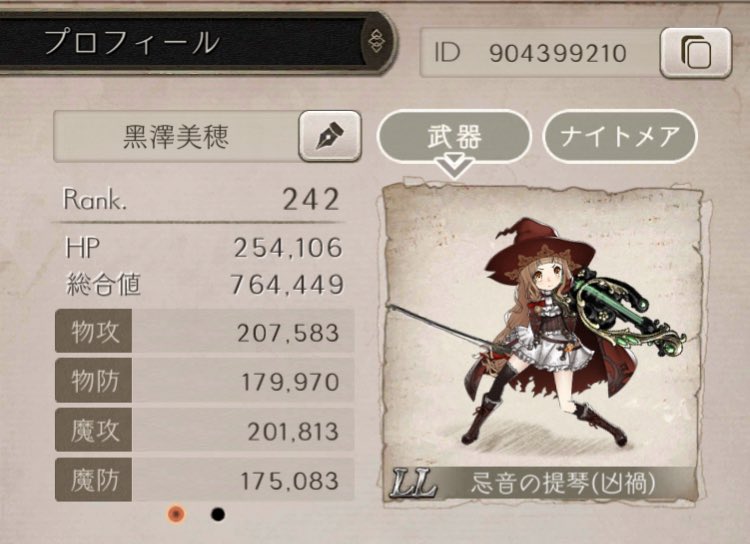 プロフィール
ID 904399210
黑澤美穂
武器
ナイトメア
Rank. 242
HP 254,106
総合値 764,449
物攻 207,583
物防 179,970
魔攻 201,813
魔防 175,083
LL 忌音の提琴(凶禍)